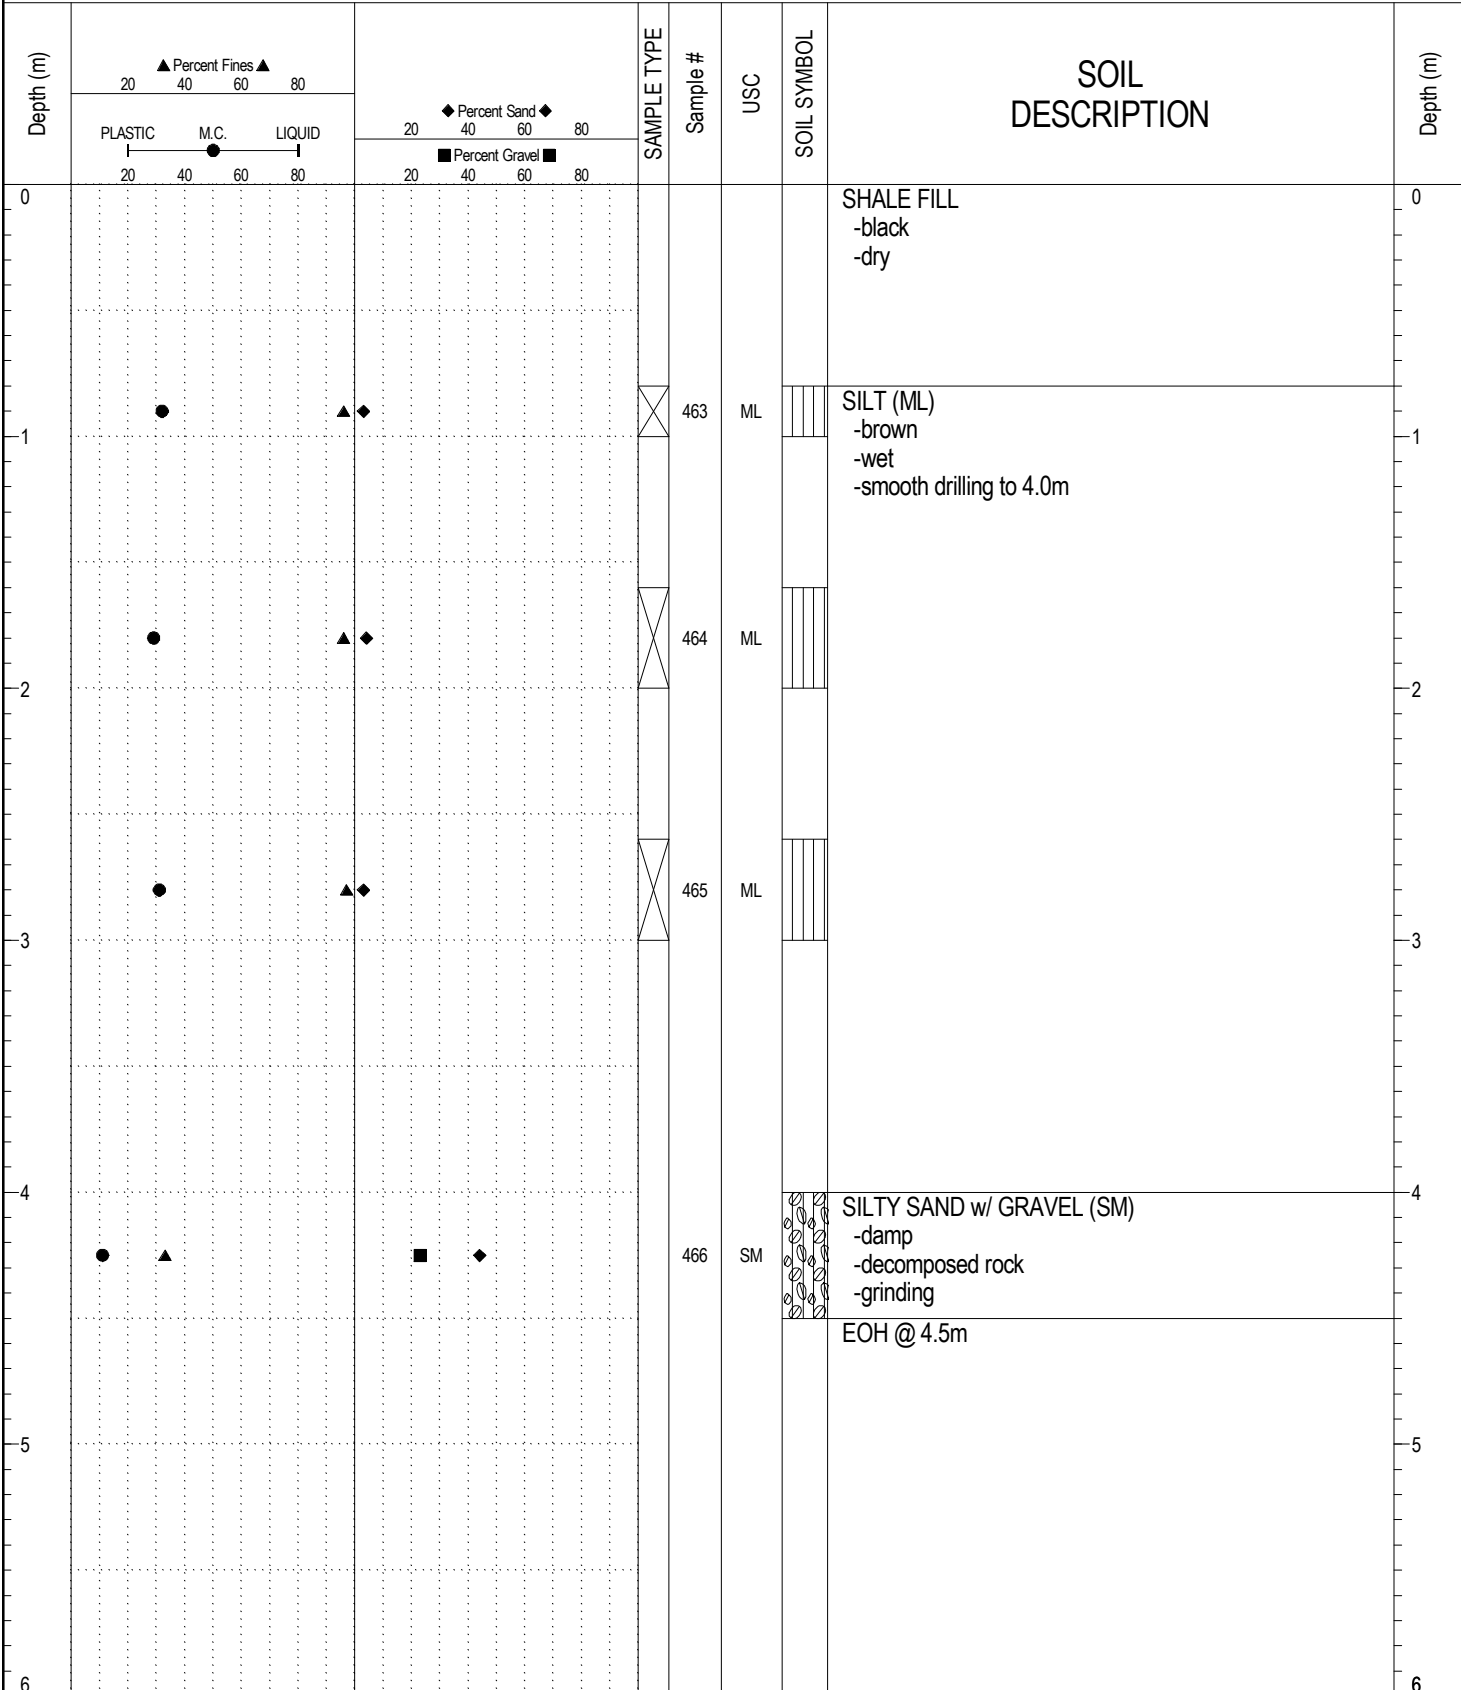 Depth (m)
▲ Percent Fines ▲
20 40 60 80
PLASTIC M.C. LIQUID
20 40 60 80
◆ Percent Sand ◆
20 40 60 80
■ Percent Gravel ■
20 40 60 80
SAMPLE TYPE
Sample #
USC
SOIL SYMBOL
SOIL
DESCRIPTION
Depth (m)
0 SHALE FILL 0
-black
-dry
SILT (ML)
463 ML
-brown
1 1
-wet
-smooth drilling to 4.0m
464 ML
2 2
465 ML
3 3
4 4
SILTY SAND w/ GRAVEL (SM)
-damp
466 SM
-decomposed rock
-grinding
EOH @ 4.5m
5 5
6 6